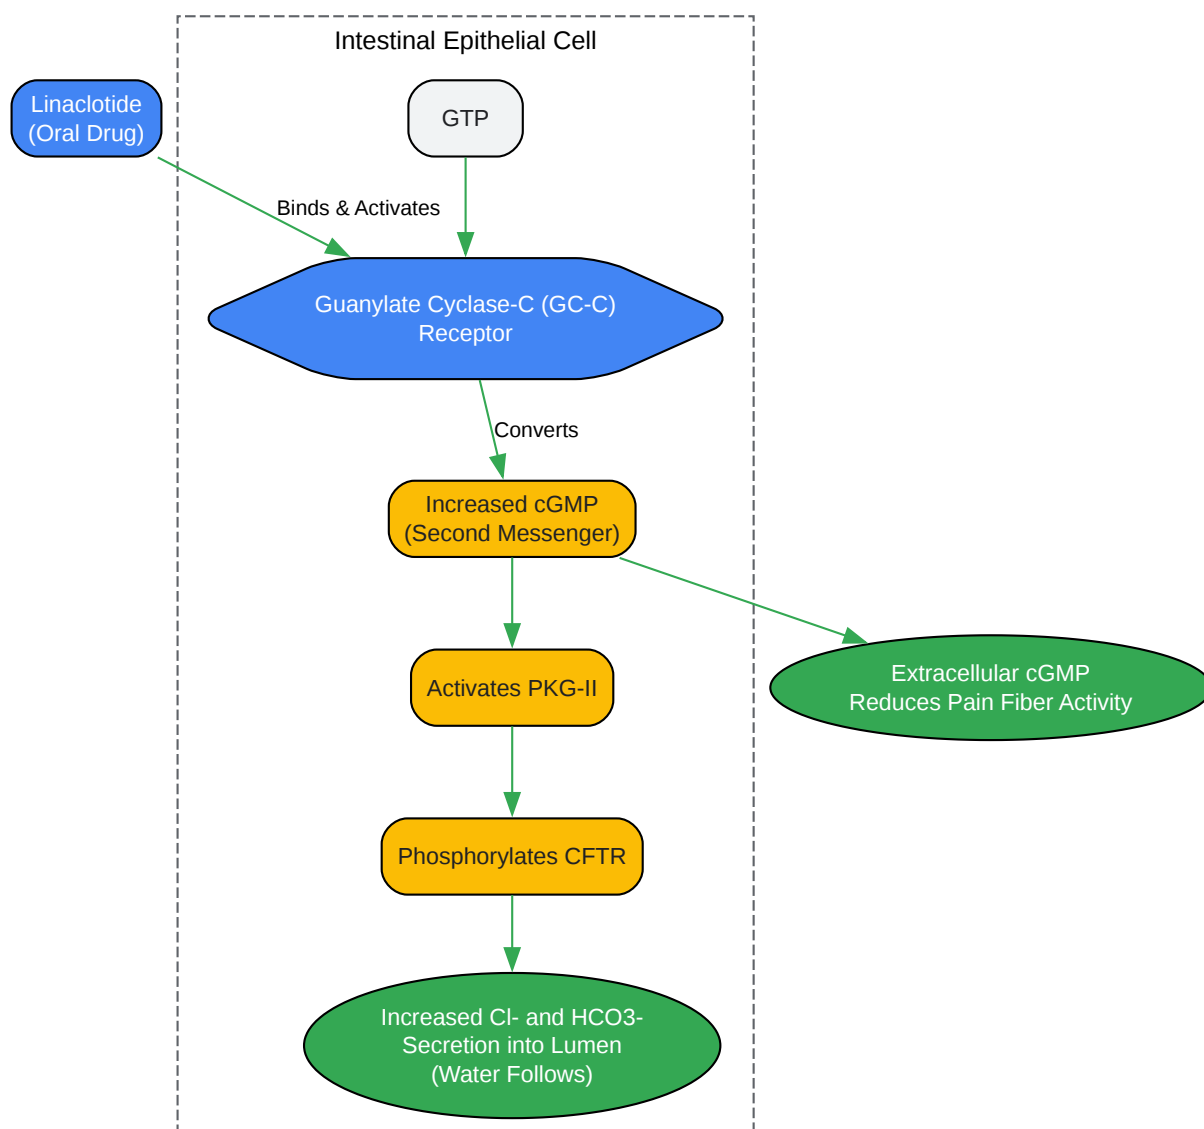 Intestinal Epithelial Cell
Linaclotide
(Oral Drug)
GTP
Binds & Activates
Guanylate Cyclase-C (GC-C)
Receptor
Converts
Increased cGMP
(Second Messenger)
Extracellular cGMP
Reduces Pain Fiber Activity
Activates PKG-II
Phosphorylates CFTR
Increased Cl- and HCO3-
Secretion into Lumen
(Water Follows)